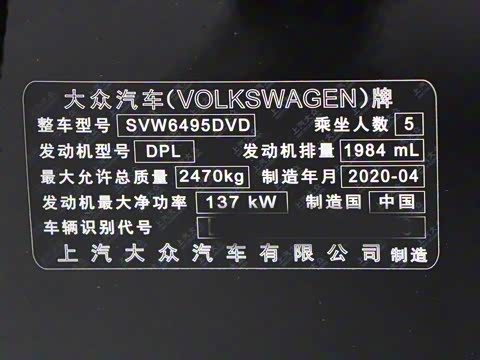 大众汽车(VOLKSWAGEN)牌
整车型号 SVW6495DVD 乘坐人数 5
发动机型号 DPL 发动机排量 1984 mL
最大允许总质量 2470kg 制造年月 2020-04
发动机最大净功率 137 kW 制造国 中国
车辆识别代号
上汽大众汽车有限公司 制造